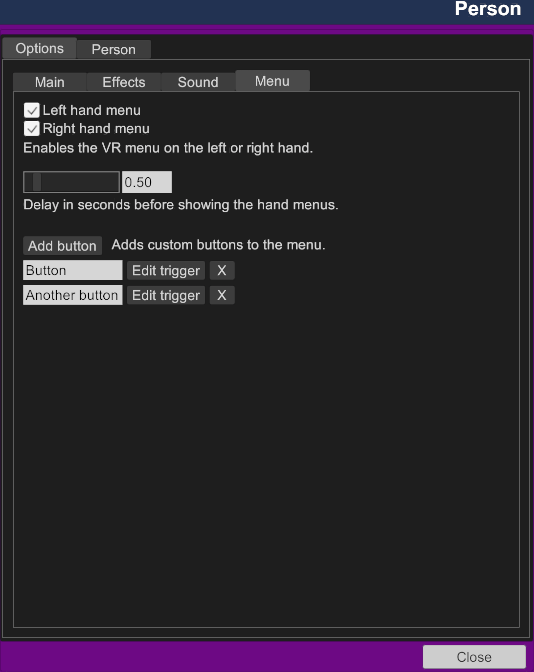 Person
Options Person
Main Effects Sound Menu
Left hand menu
Right hand menu
Enables the VR menu on the left or right hand.
0.50
Delay in seconds before showing the hand menus.
Add button Adds custom buttons to the menu.
Button Edit trigger X
Another button Edit trigger X
Close